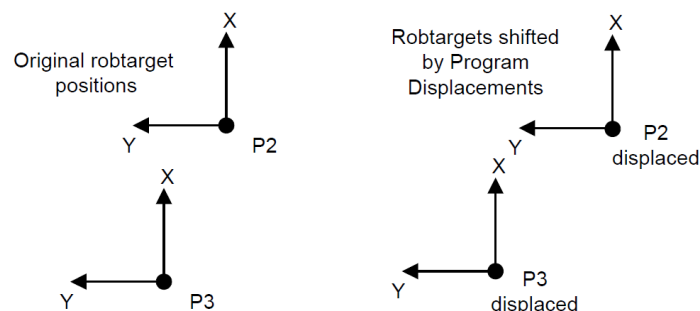 X
Original robtarget
positions
Y
P2
X
Y
P3
Robtargets shifted
by Program
Displacements
X
Y
P2
displaced
X
Y
P3
displaced